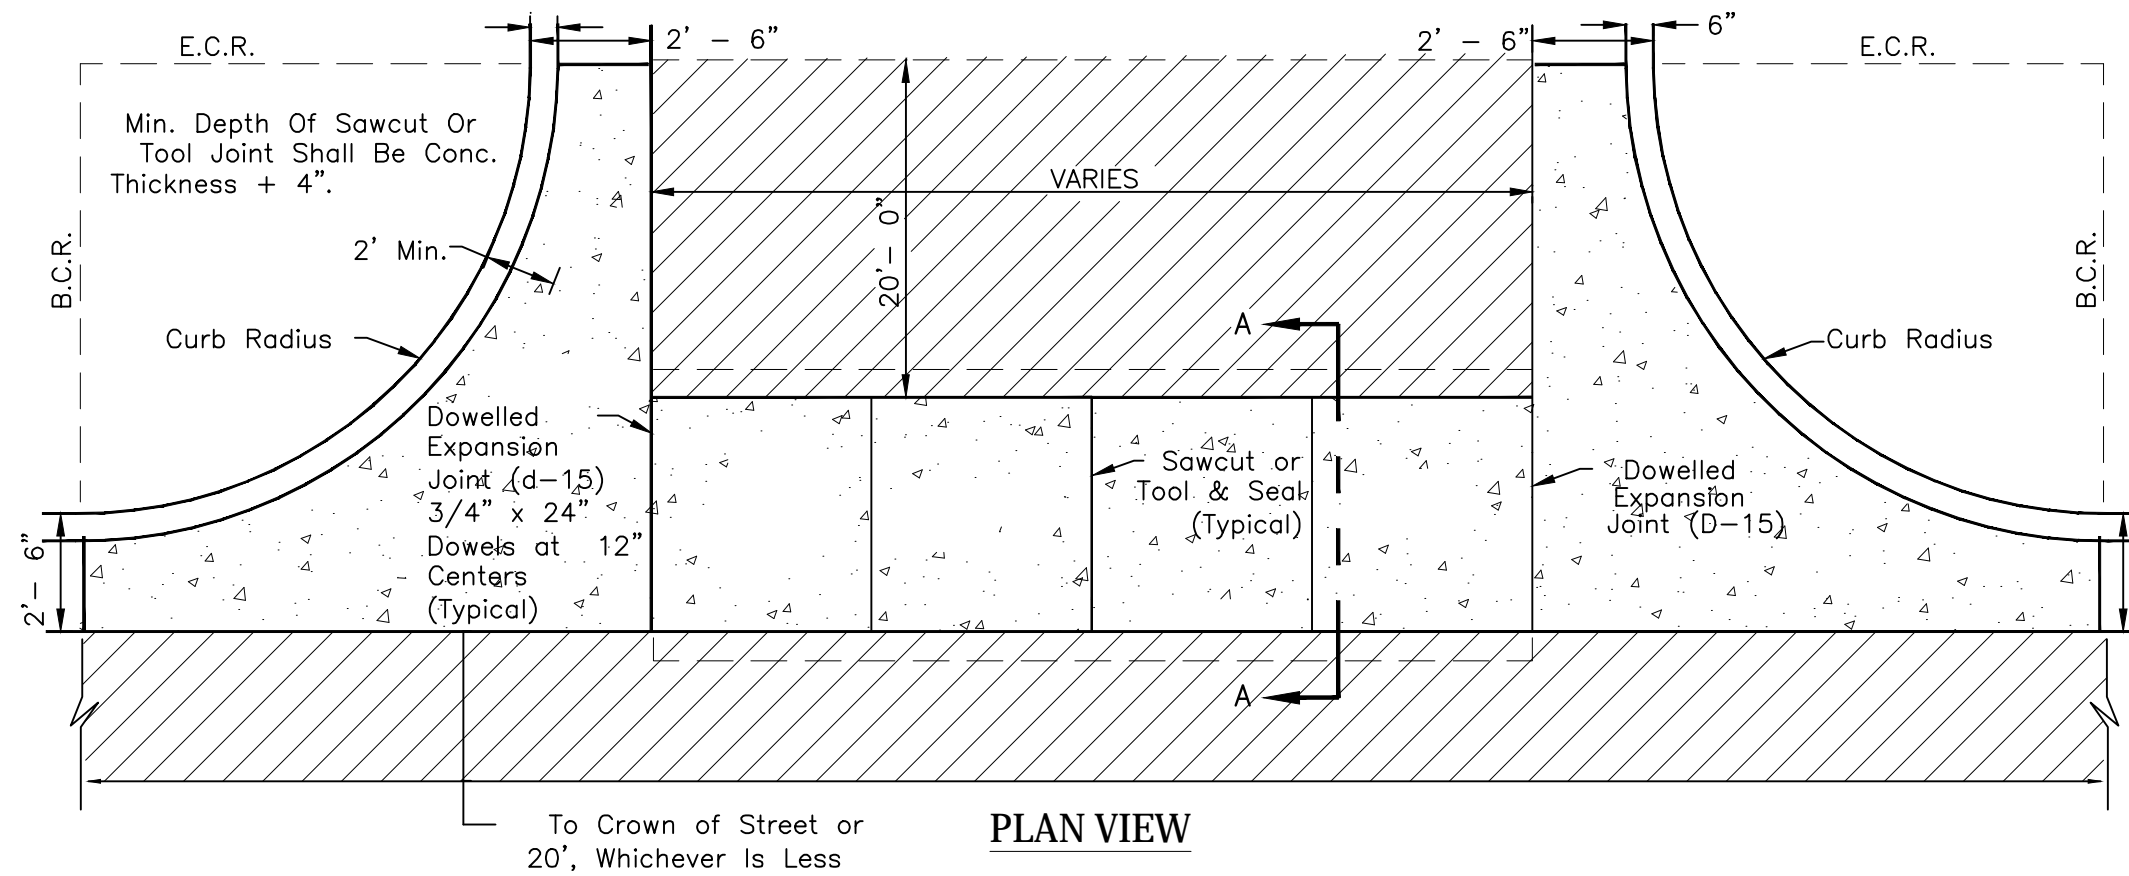 E.C.R.
2' - 6"
2' - 6"
6"
E.C.R.
Min. Depth Of Sawcut Or
Tool Joint Shall Be Conc.
Thickness + 4".
VARIES
20'- 0"
B.C.R.
2' Min.
B.C.R.
Curb Radius
A
Curb Radius
Dowelled
Expansion
Joint (d-15)
3/4" x 24"
Dowels at 12"
Centers
(Typical)
Sawcut or
Tool & Seal
(Typical)
Dowelled
Expansion
Joint (D-15)
2'- 6"
A
To Crown of Street or
20', Whichever Is Less
PLAN VIEW